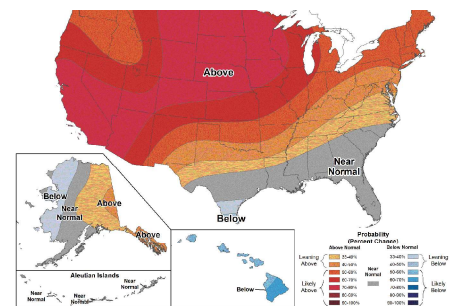 Above
Near
Normal
Below
Below
Near
Normal
Above
Above
Aleutian Islands
Near
Normal
Near
Normal
Near
Normal
Below
Probability
(Percent Chance)
Above Normal
Below Normal
Leaning
Above
33-40%
40-50%
50-60%
60-70%
Likely
Above
70-80%
80-90%
90-100%
Near
Normal
33-40%
40-50%
50-60%
60-70%
70-80%
80-90%
90-100%
Leaning
Below
Likely
Below